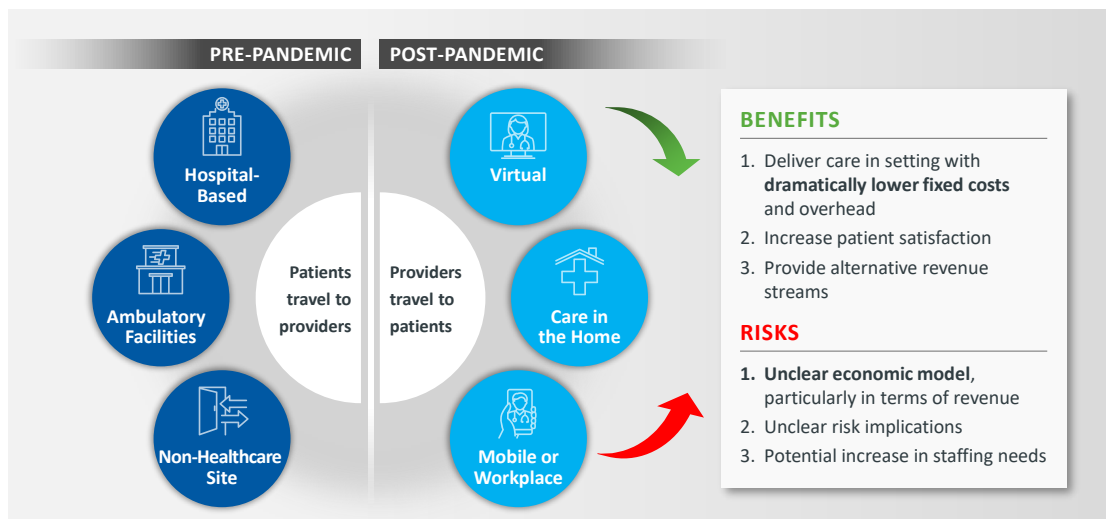 PRE-PANDEMIC
POST-PANDEMIC
Hospital-
Based
Ambulatory
Facilities
Non-Healthcare
Site
Patients
travel to
providers
Providers
travel to
patients
Virtual
Care in
the Home
Mobile or
Workplace
BENEFITS
1. Deliver care in setting with
dramatically lower fixed costs
and overhead
2. Increase patient satisfaction
3. Provide alternative revenue
streams
RISKS
1. Unclear economic model,
particularly in terms of revenue
2. Unclear risk implications
3. Potential increase in staffing needs